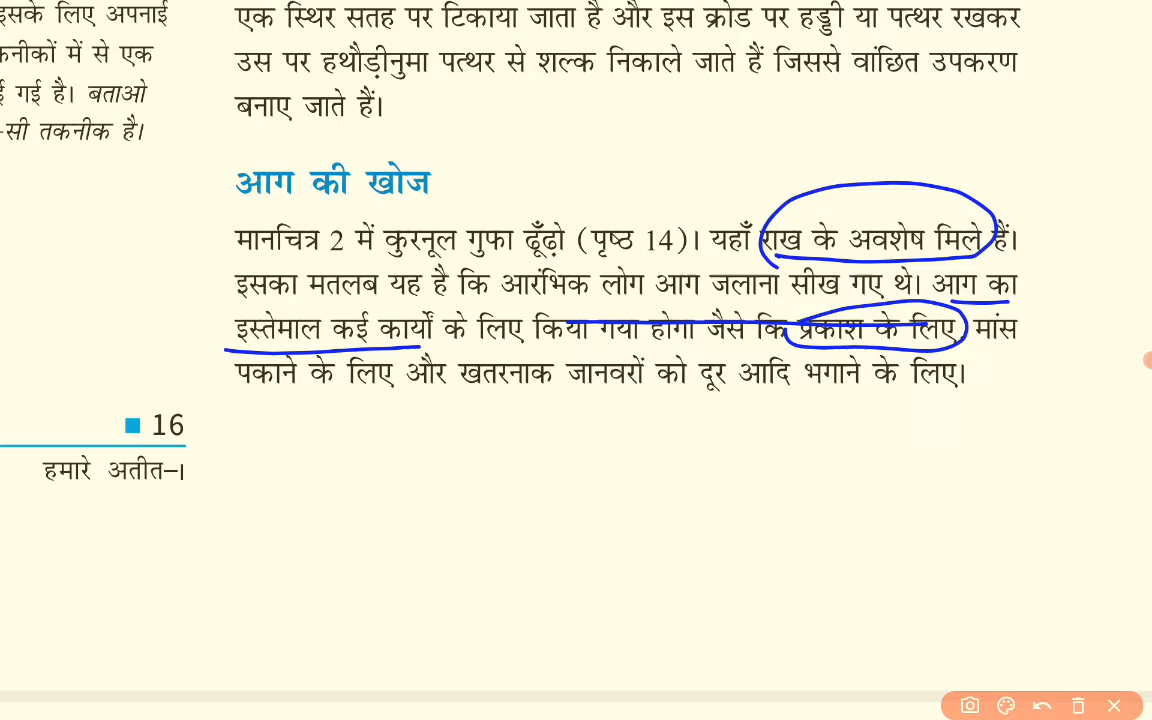 इसके लिए अपनाई
कनीकों में से एक
ई गई है। बताओ
-सी तकनीक है।
एक स्थिर सतह पर टिकाया जाता है और इस क्रोड पर हड्डी या पत्थर रखकर
उस पर हथौड़ीनुमा पत्थर से शल्क निकाले जाते हैं जिससे वांछित उपकरण
बनाए जाते हैं।
आग की खोज
मानचित्र 2 में कुरनूल गुफा ढूँढ़ो (पृष्ठ 14)। यहाँ राख के अवशेष मिले हैं।
इसका मतलब यह है कि आरंभिक लोग आग जलाना सीख गए थे। आग का
इस्तेमाल कई कार्यों के लिए किया गया होगा जैसे कि प्रकाश के लिए, मांस
पकाने के लिए और खतरनाक जानवरों को दूर आदि भगाने के लिए।
■ 16
हमारे अतीत–।